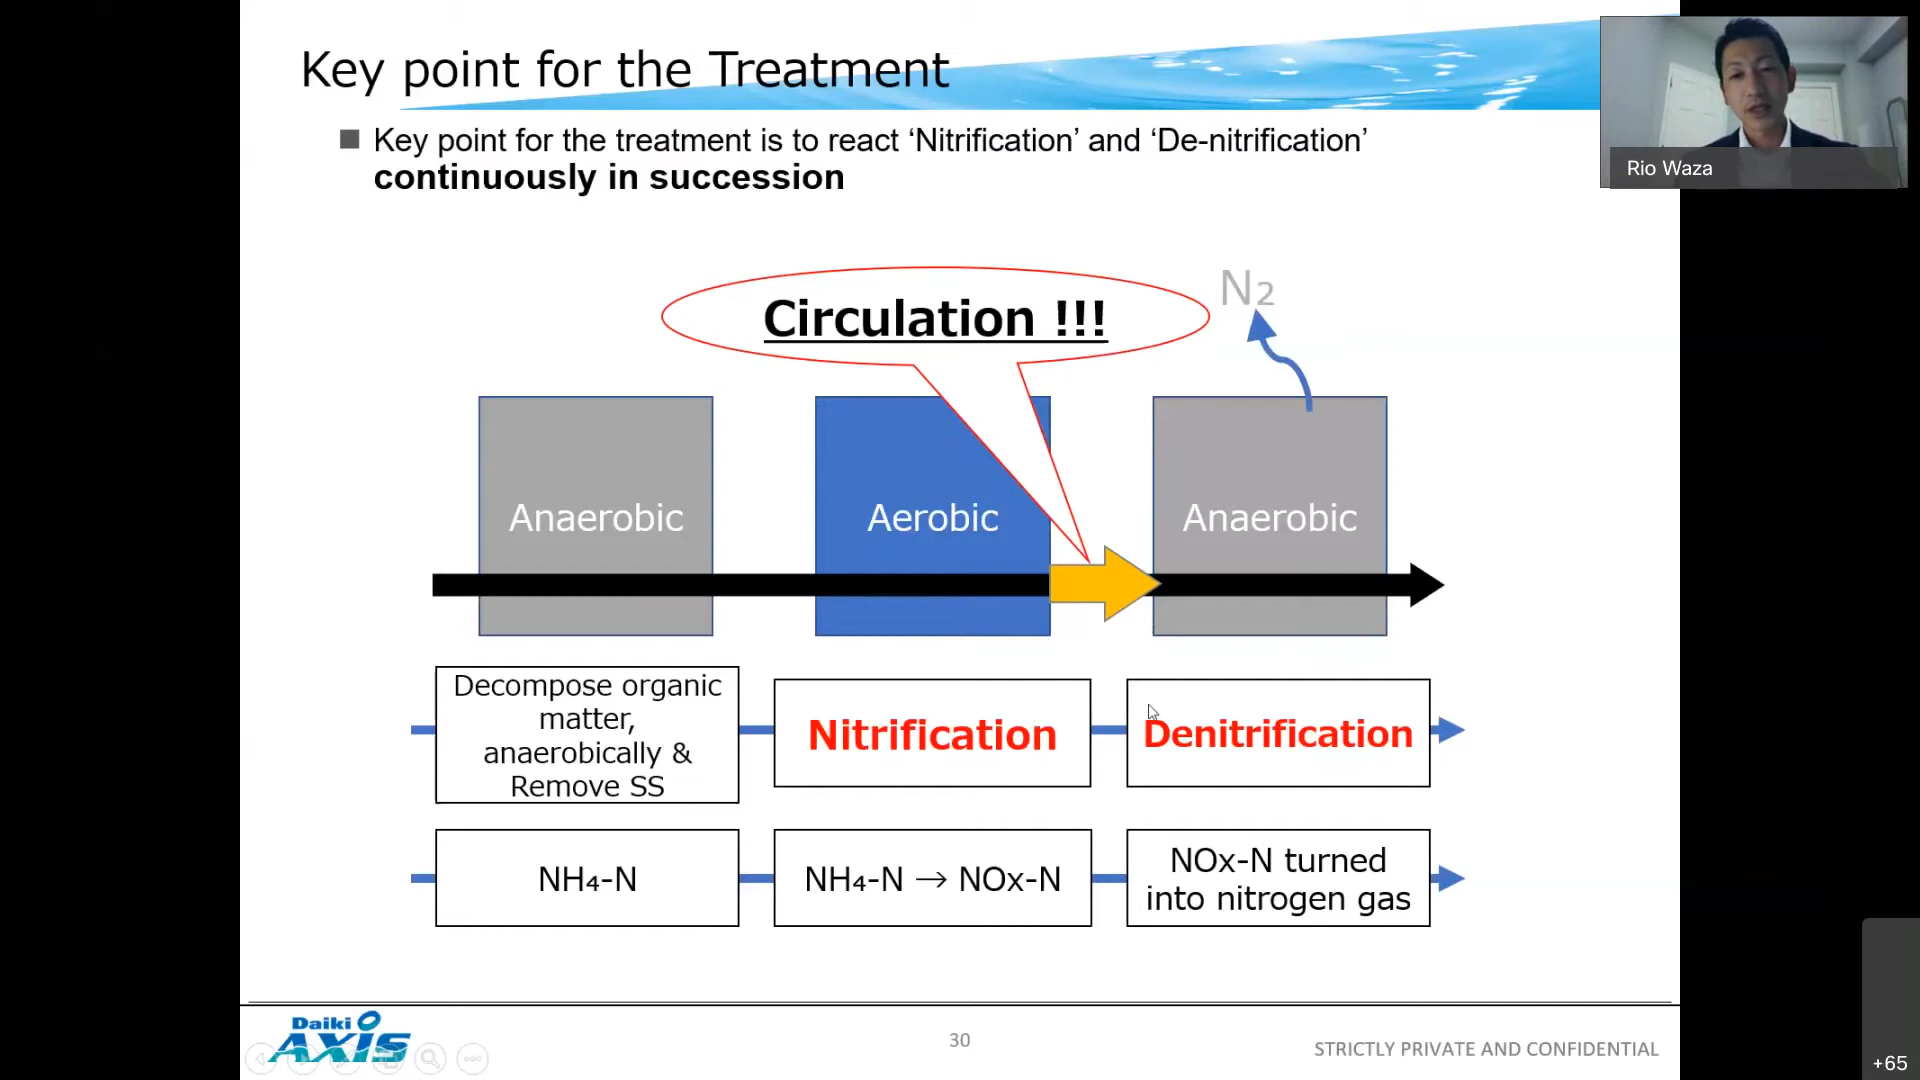 Key point for the Treatment
Rio Waza
■ Key point for the treatment is to react ‘Nitrification’ and ‘De-nitrification’
continuously in succession
Circulation !!!
N₂
Anaerobic
Aerobic
Anaerobic
Decompose organic
matter,
anaerobically &
Remove SS
Nitrification
Denitrification
NH₄-N
NH₄-N → NOx-N
NOx-N turned
into nitrogen gas
Daiki
AXIS
30
STRICTLY PRIVATE AND CONFIDENTIAL
+65